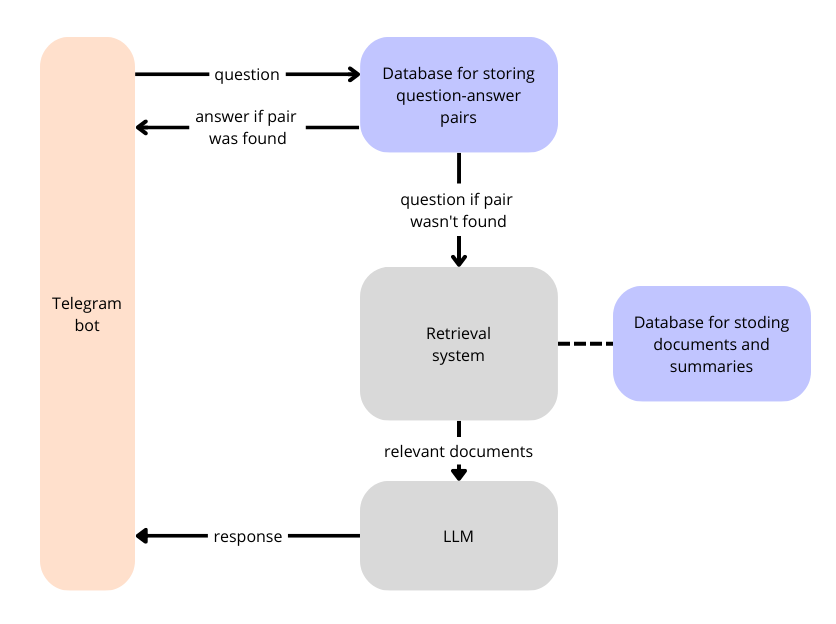 question
Database for storing
question-answer
pairs
answer if pair
was found
question if pair
wasn't found
Telegram
bot
Retrieval
system
Database for stoding
documents and
summaries
relevant documents
response
LLM